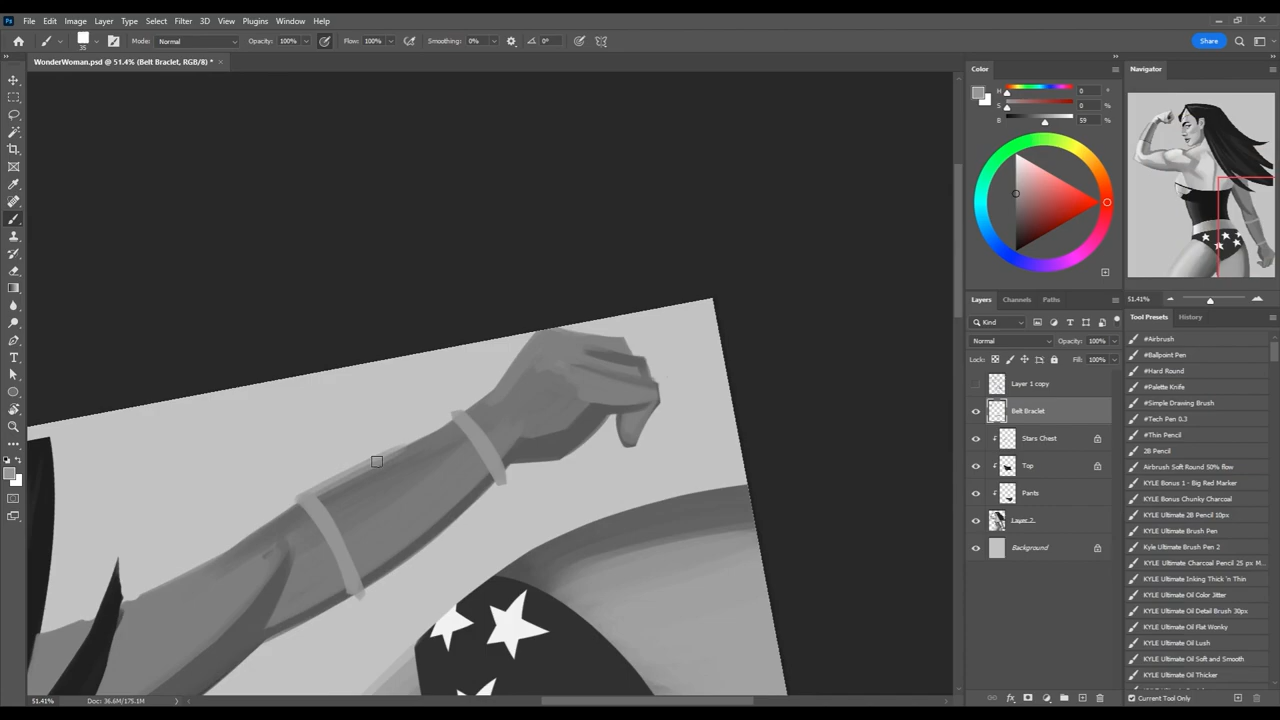 Ps File Edit Image Layer Type Select Filter 3D View Plugins Window Help
35 Mode: Normal Opacity: 100% Flow: 100% Smoothing: 0% 0° Share
WonderWoman.psd @ 51.4% (Belt Braclet, RGB/8) *
Color
H 0 °
S 0 %
B 59 %
Navigator
51.41%
Layers Channels Paths
Kind
Normal Opacity: 100%
Lock: Fill: 100%
Layer 1 copy
Belt Braclet
Stars Chest
Top
Pants
Layer 2
Background
Tool Presets History
#Airbrush
#Ballpoint Pen
#Hard Round
#Palette Knife
#Simple Drawing Brush
#Tech Pen 0.3
#Thin Pencil
2B Pencil
Airbrush Soft Round 50% flow
KYLE Bonus 1 - Big Red Marker
KYLE Bonus Chunky Charcoal
KYLE Ultimate 2B Pencil 10px
KYLE Ultimate Brush Pen
Kyle Ultimate Brush Pen 2
KYLE Ultimate Charcoal Pencil 25 px M...
KYLE Ultimate Inking Thick 'n Thin
KYLE Ultimate Oil Color Jitter
KYLE Ultimate Oil Detail Brush 30px
KYLE Ultimate Oil Flat Wonky
KYLE Ultimate Oil Lush
KYLE Ultimate Oil Soft and Smooth
KYLE Ultimate Oil Thicker
Current Tool Only
51.41% Doc: 36.6M/175.1M